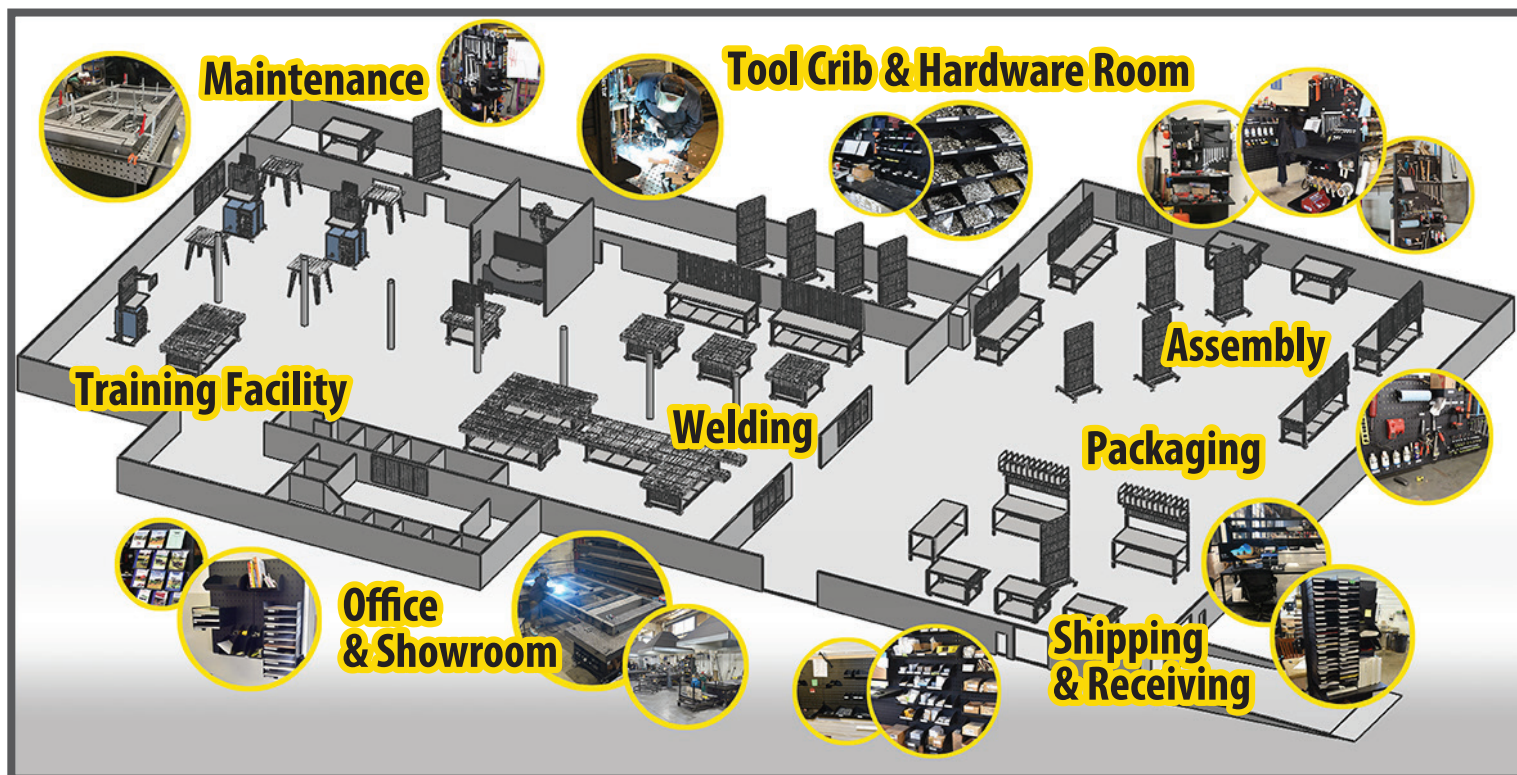 Maintenance
Tool Crib & Hardware Room
Assembly
Training Facility
Welding
Packaging
Office
& Showroom
Shipping
& Receiving